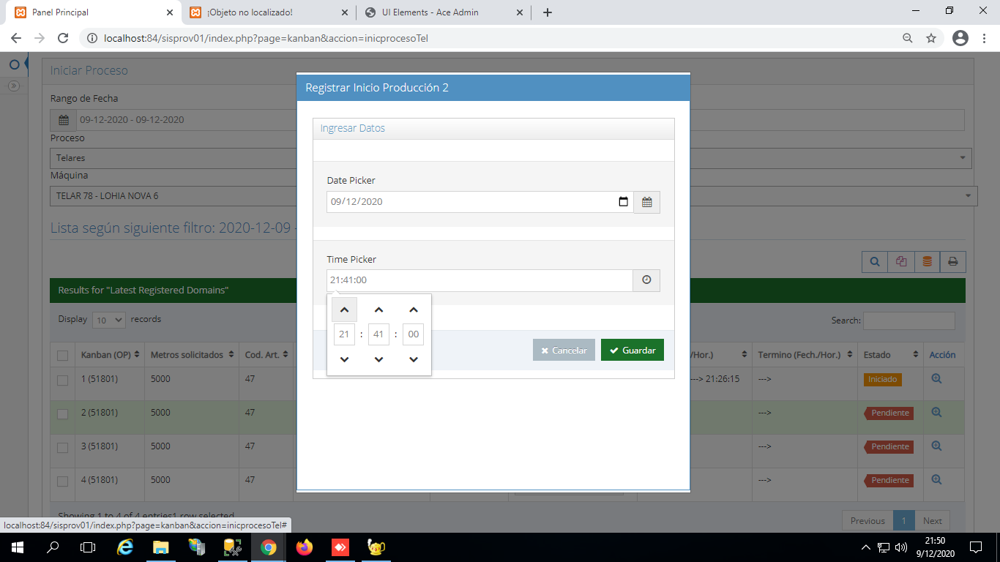 Panel Principal
¡Objeto no localizado!
UI Elements - Ace Admin
localhost:84/sisprov01/index.php?page=kanban&accion=inicprocesoTel
Iniciar Proceso
Rango de Fecha
09-12-2020 - 09-12-2020
Proceso
Telares
Máquina
TELAR 78 - LOHIA NOVA 6
Lista según siguiente filtro: 2020-12-09 -
Results for "Latest Registered Domains"
Display 10 records
Search:
Kanban (OP) Metros solicitados Cod. Art. /Hor.) Termino (Fech./Hor.) Estado Acción
1 (51801) 5000 47 ---> 21:26:15 ---> Iniciado
2 (51801) 5000 47 ---> Pendiente
3 (51801) 5000 47 ---> Pendiente
4 (51801) 5000 47 ---> Pendiente
Showing 1 to 4 of 4 entries1 row selected
Previous 1 Next
Registrar Inicio Producción 2
Ingresar Datos
Date Picker
09/12/2020
Time Picker
21:41:00
21 : 41 : 00
Cancelar Guardar
localhost:84/sisprov01/index.php?page=kanban&accion=inicprocesoTel#
21:50
9/12/2020